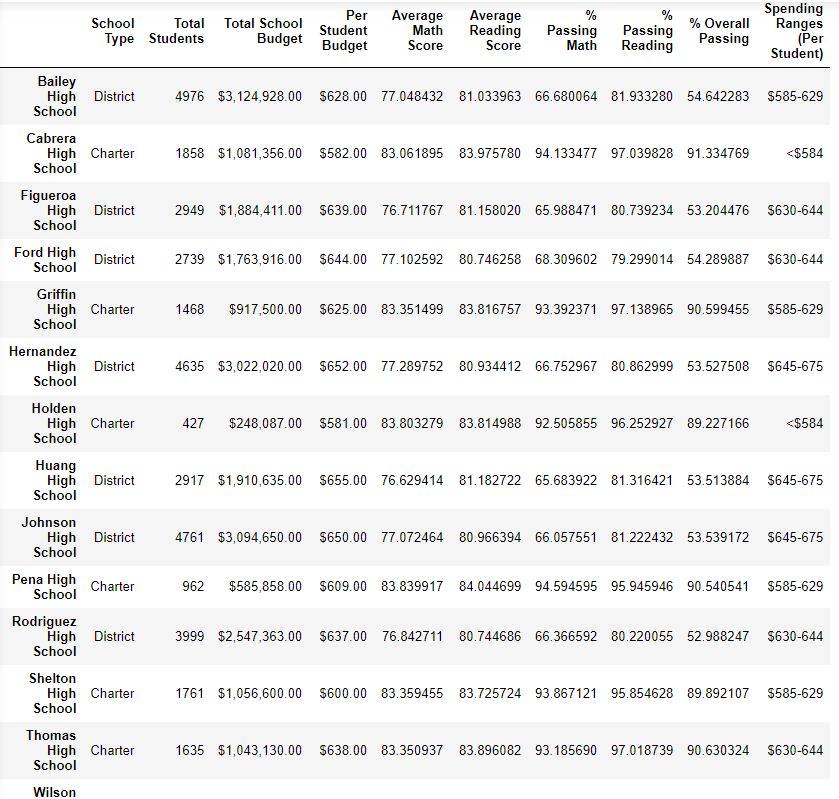 School Type Total Students Total School Budget Per Student Budget Average Math Score Average Reading Score % Passing Math % Passing Reading % Overall Passing Spending Ranges (Per Student)
Bailey High School District 4976 $3,124,928.00 $628.00 77.048432 81.033963 66.680064 81.933280 54.642283 $585-629
Cabrera High School Charter 1858 $1,081,356.00 $582.00 83.061895 83.975780 94.133477 97.039828 91.334769 <$584
Figueroa High School District 2949 $1,884,411.00 $639.00 76.711767 81.158020 65.988471 80.739234 53.204476 $630-644
Ford High School District 2739 $1,763,916.00 $644.00 77.102592 80.746258 68.309602 79.299014 54.289887 $630-644
Griffin High School Charter 1468 $917,500.00 $625.00 83.351499 83.816757 93.392371 97.138965 90.599455 $585-629
Hernandez High School District 4635 $3,022,020.00 $652.00 77.289752 80.934412 66.752967 80.862999 53.527508 $645-675
Holden High School Charter 427 $248,087.00 $581.00 83.803279 83.814988 92.505855 96.252927 89.227166 <$584
Huang High School District 2917 $1,910,635.00 $655.00 76.629414 81.182722 65.683922 81.316421 53.513884 $645-675
Johnson High School District 4761 $3,094,650.00 $650.00 77.072464 80.966394 66.057551 81.222432 53.539172 $645-675
Pena High School Charter 962 $585,858.00 $609.00 83.839917 84.044699 94.594595 95.945946 90.540541 $585-629
Rodriguez High School District 3999 $2,547,363.00 $637.00 76.842711 80.744686 66.366592 80.220055 52.988247 $630-644
Shelton High School Charter 1761 $1,056,600.00 $600.00 83.359455 83.725724 93.867121 95.854628 89.892107 $585-629
Thomas High School Charter 1635 $1,043,130.00 $638.00 83.350937 83.896082 93.185690 97.018739 90.630324 $630-644
Wilson